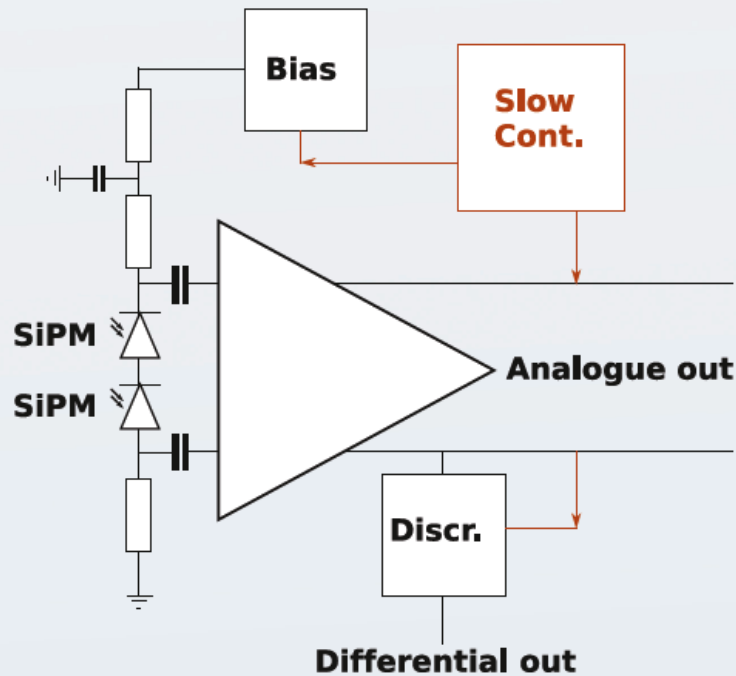 Bias
Slow
Cont.
SiPM
Analogue out
SiPM
Discr.
Differential out